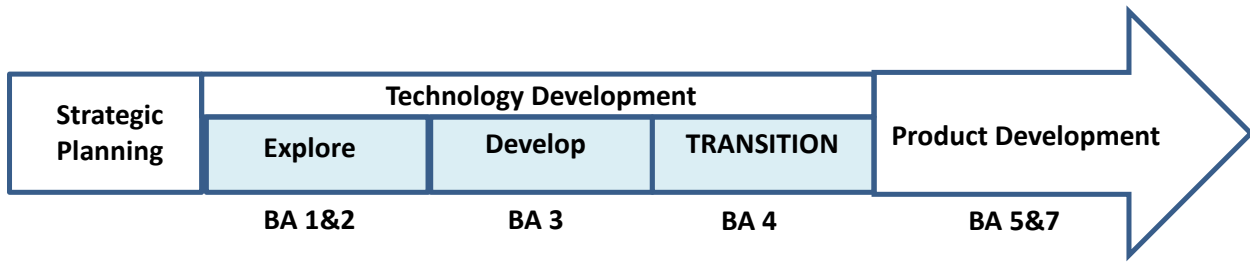 Strategic
Planning
Technology Development
Explore
Develop
TRANSITION
Product Development
BA 1&2
BA 3
BA 4
BA 5&7